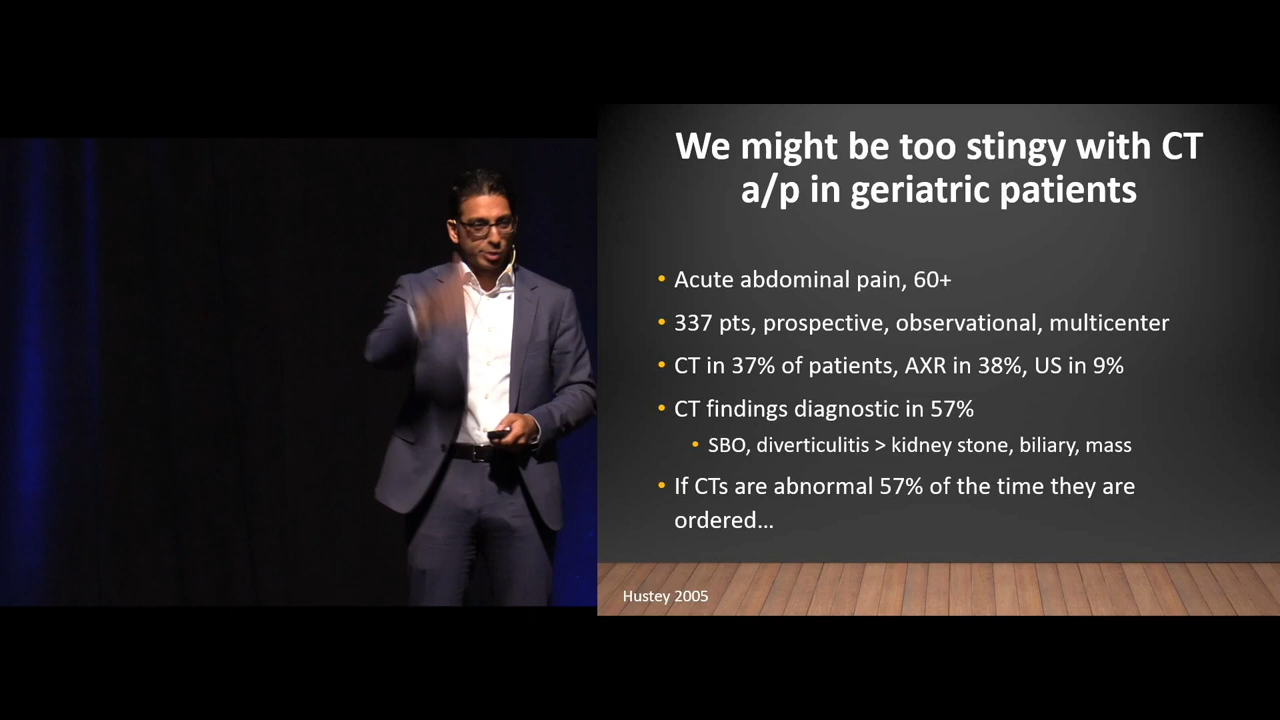 We might be too stingy with CT
a/p in geriatric patients
• Acute abdominal pain, 60+
• 337 pts, prospective, observational, multicenter
• CT in 37% of patients, AXR in 38%, US in 9%
• CT findings diagnostic in 57%
• SBO, diverticulitis > kidney stone, biliary, mass
• If CTs are abnormal 57% of the time they are
ordered…
Hustey 2005